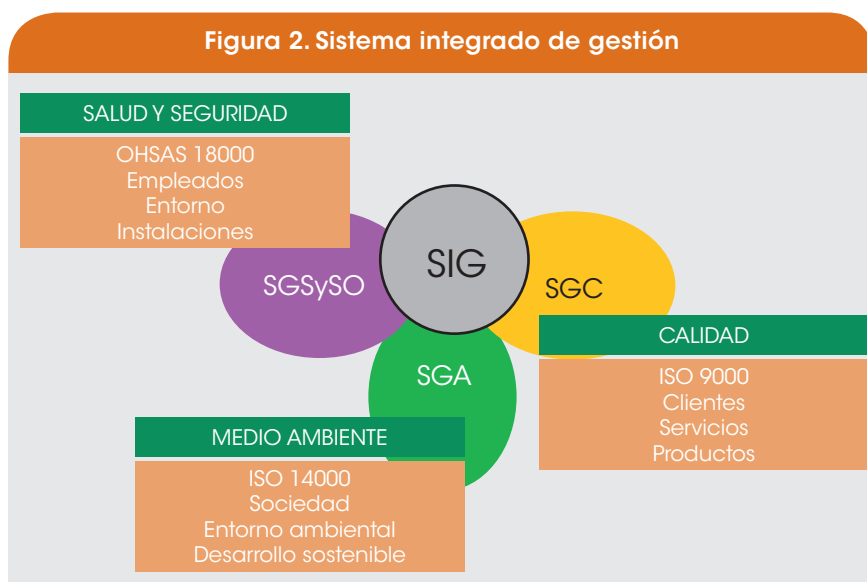 Figura 2. Sistema integrado de gestión
SALUD Y SEGURIDAD
OHSAS 18000
Empleados
Entorno
Instalaciones
SIG
SGSySO
SGC
SGA
CALIDAD
ISO 9000
Clientes
Servicios
Productos
MEDIO AMBIENTE
ISO 14000
Sociedad
Entorno ambiental
Desarrollo sostenible